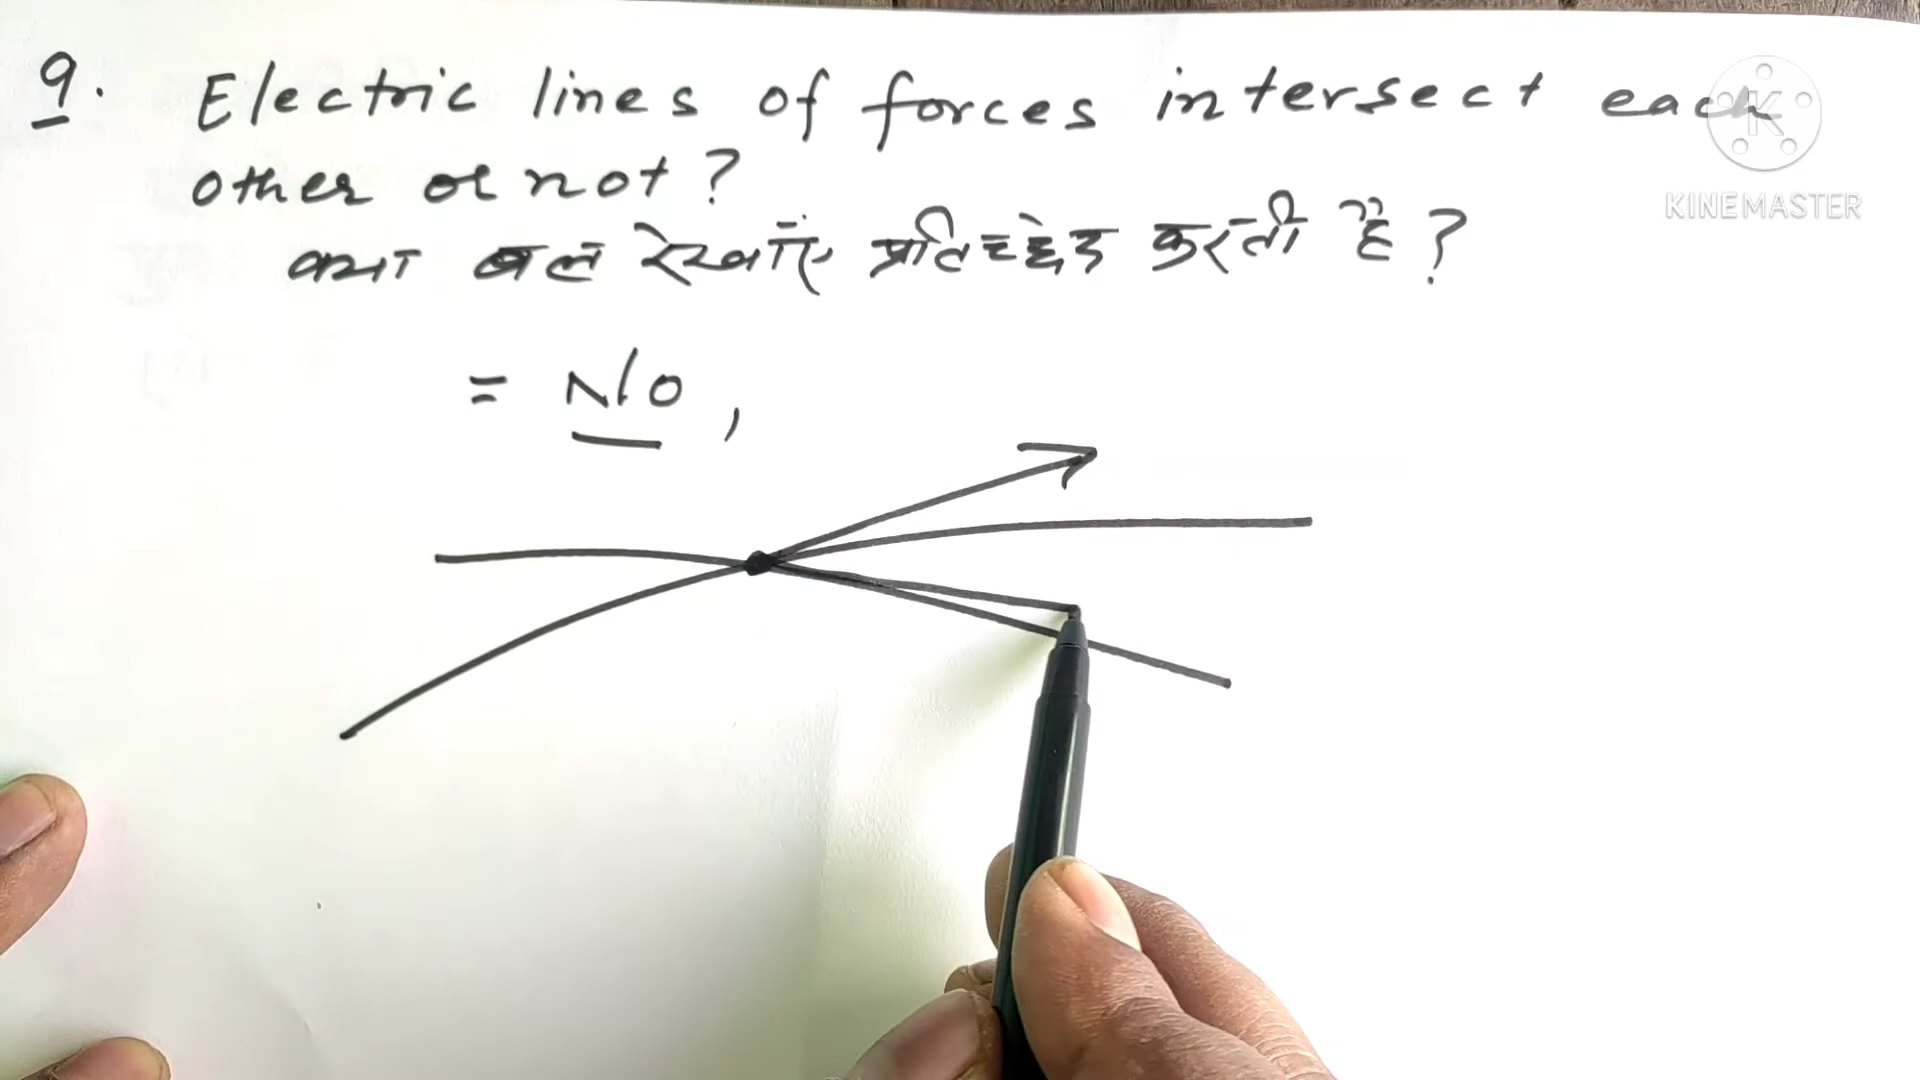 9. Electric lines of forces intersect each
other or not?
क्या बल रेखाएं प्रतिच्छेद करती हैं?
= No,
KINEMASTER